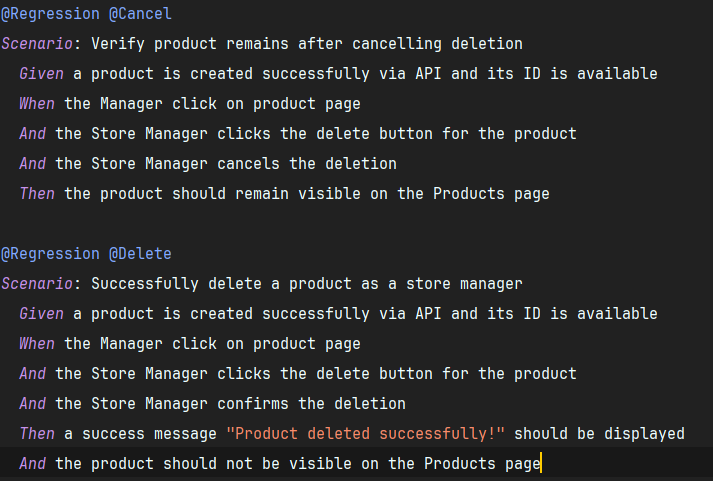 @Regression @Cancel
Scenario: Verify product remains after cancelling deletion
Given a product is created successfully via API and its ID is available
When the Manager click on product page
And the Store Manager clicks the delete button for the product
And the Store Manager cancels the deletion
Then the product should remain visible on the Products page
@Regression @Delete
Scenario: Successfully delete a product as a store manager
Given a product is created successfully via API and its ID is available
When the Manager click on product page
And the Store Manager clicks the delete button for the product
And the Store Manager confirms the deletion
Then a success message "Product deleted successfully!" should be displayed
And the product should not be visible on the Products page